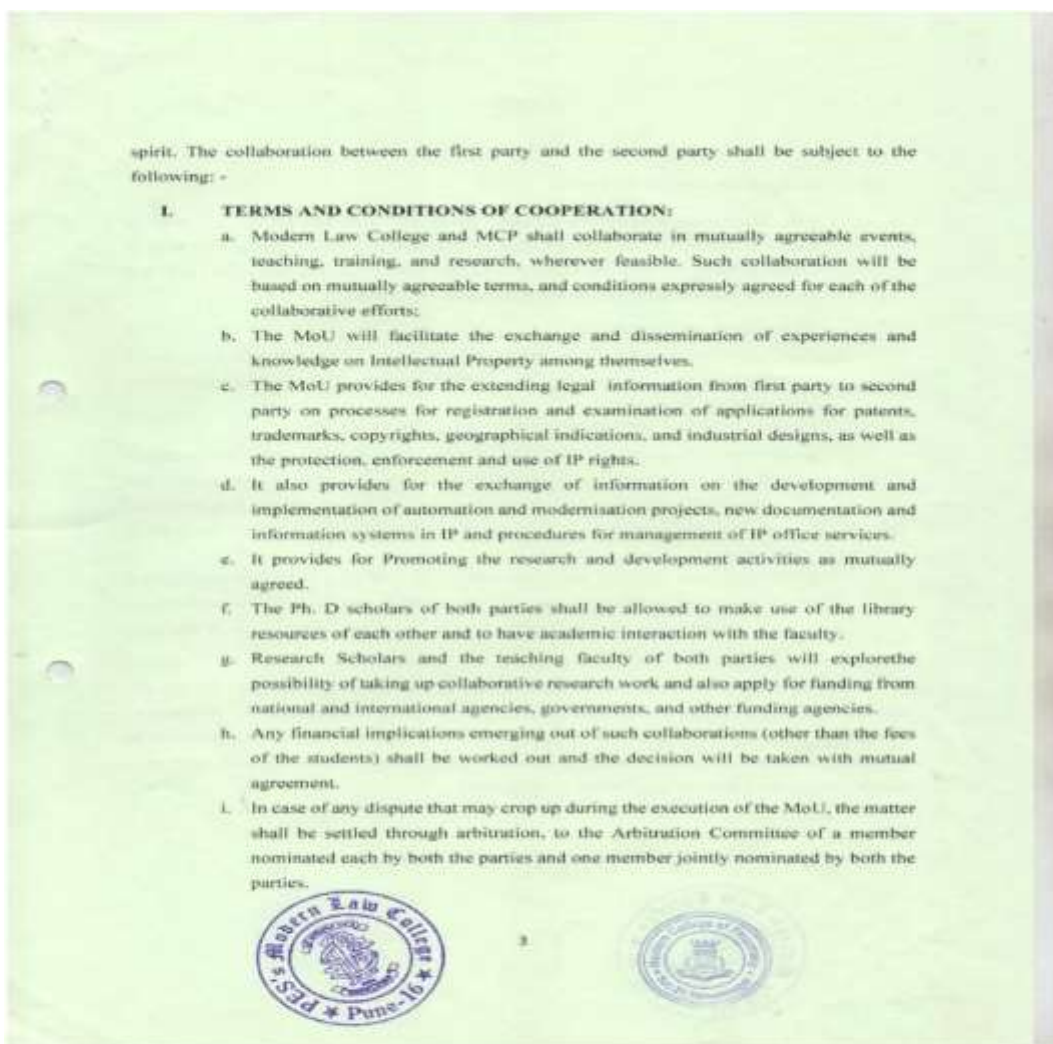 spirit. The collaboration between the first party and the second party shall be subject to the
following: -
I. TERMS AND CONDITIONS OF COOPERATION:
a. Modern Law College and MCP shall collaborate in mutually agreeable events,
teaching, training, and research, wherever feasible. Such collaboration will be
based on mutually agreeable terms, and conditions expressly agreed for each of the
collaborative efforts;
b. The MoU will facilitate the exchange and dissemination of experiences and
knowledge on Intellectual Property among themselves.
c. The MoU provides for the extending legal information from first party to second
party on processes for registration and examination of applications for patents,
trademarks, copyrights, geographical indications, and industrial designs, as well as
the protection, enforcement and use of IP rights.
d. It also provides for the exchange of information on the development and
implementation of automation and modernisation projects, new documentation and
information systems in IP and procedures for management of IP office services.
e. It provides for Promoting the research and development activities as mutually
agreed.
f. The Ph. D scholars of both parties shall be allowed to make use of the library
resources of each other and to have academic interaction with the faculty.
g. Research Scholars and the teaching faculty of both parties will explorethe
possibility of taking up collaborative research work and also apply for funding from
national and international agencies, governments, and other funding agencies.
h. Any financial implications emerging out of such collaborations (other than the fees
of the students) shall be worked out and the decision will be taken with mutual
agreement.
i. In case of any dispute that may crop up during the execution of the MoU, the matter
shall be settled through arbitration, to the Arbitration Committee of a member
nominated each by both the parties and one member jointly nominated by both the
parties.
PES's Modern Law College
★ Pune-16 ★
3
Modern College of